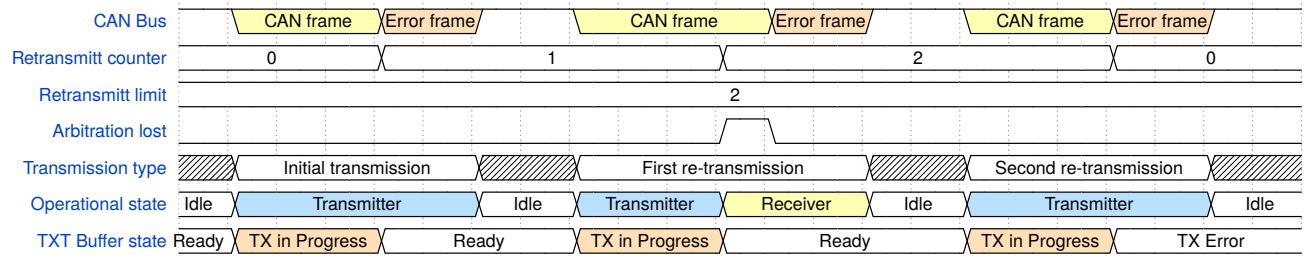 CAN Bus CAN frame Error frame CAN frame Error frame CAN frame Error frame
Retransmitt counter 0 1 2 0
Retransmitt limit 2
Arbitration lost
Transmission type Initial transmission First re-transmission Second re-transmission
Operational state Idle Transmitter Idle Transmitter Receiver Idle Transmitter Idle
TXT Buffer state Ready TX in Progress Ready TX in Progress Ready TX in Progress TX Error